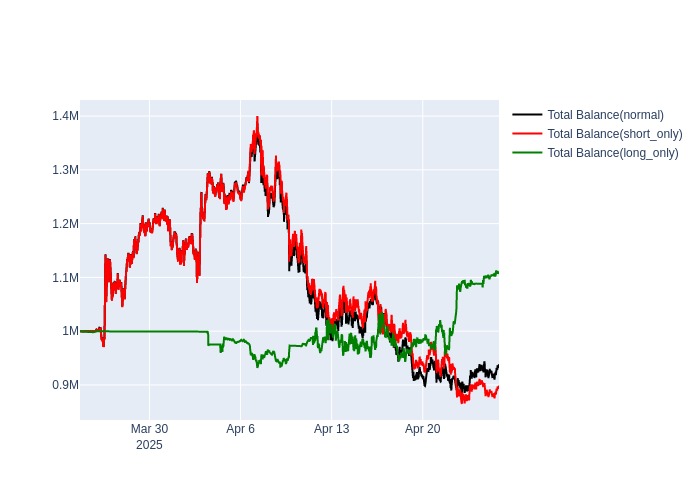 1.4M
1.3M
1.2M
1.1M
1M
0.9M
Mar 30
2025
Apr 6
Apr 13
Apr 20
Total Balance(normal)
Total Balance(short_only)
Total Balance(long_only)